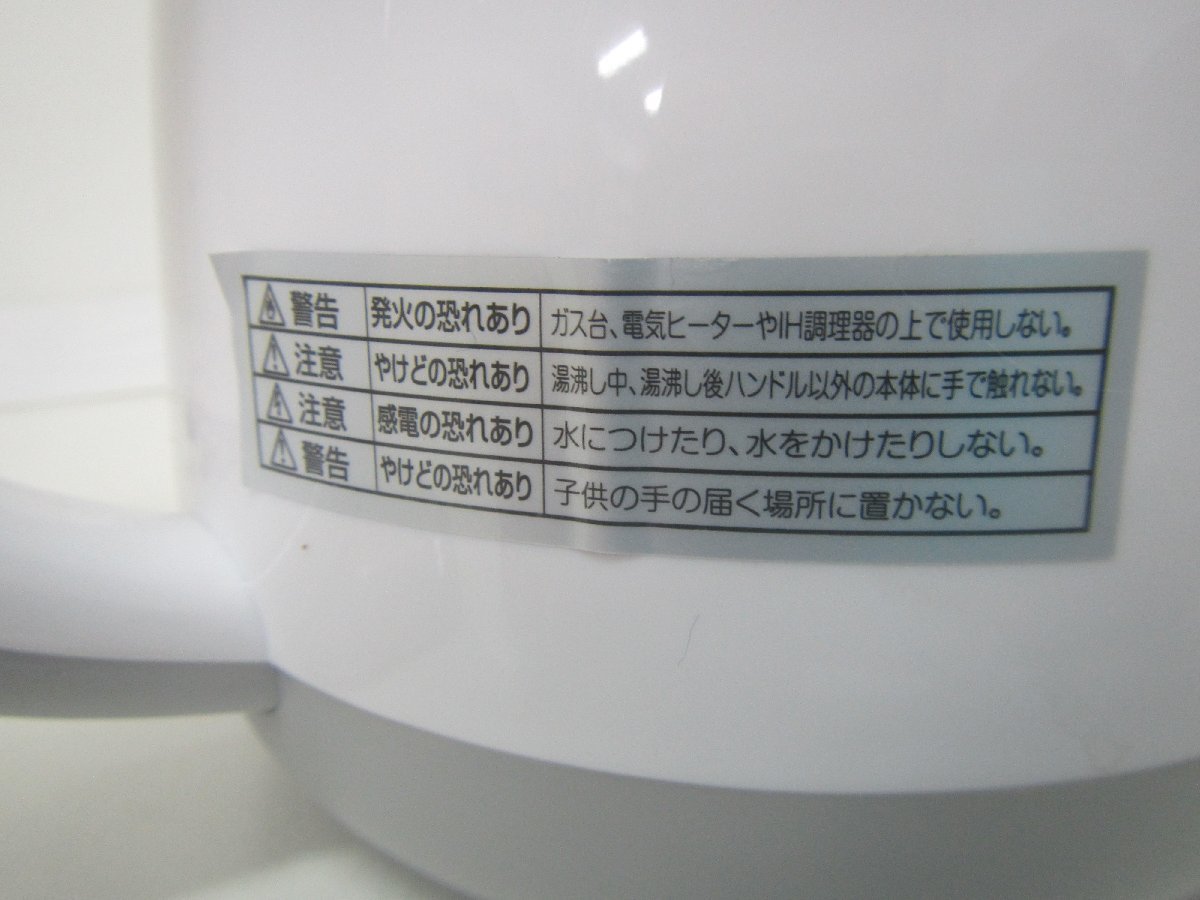 警告 発火の恐れあり ガス台、電気ヒーターやIH調理器の上で使用しない。
注意 やけどの恐れあり 湯沸し中、湯沸し後ハンドル以外の本体に手で触れない。
注意 感電の恐れあり 水につけたり、水をかけたりしない。
警告 やけどの恐れあり 子供の手の届く場所に置かない。